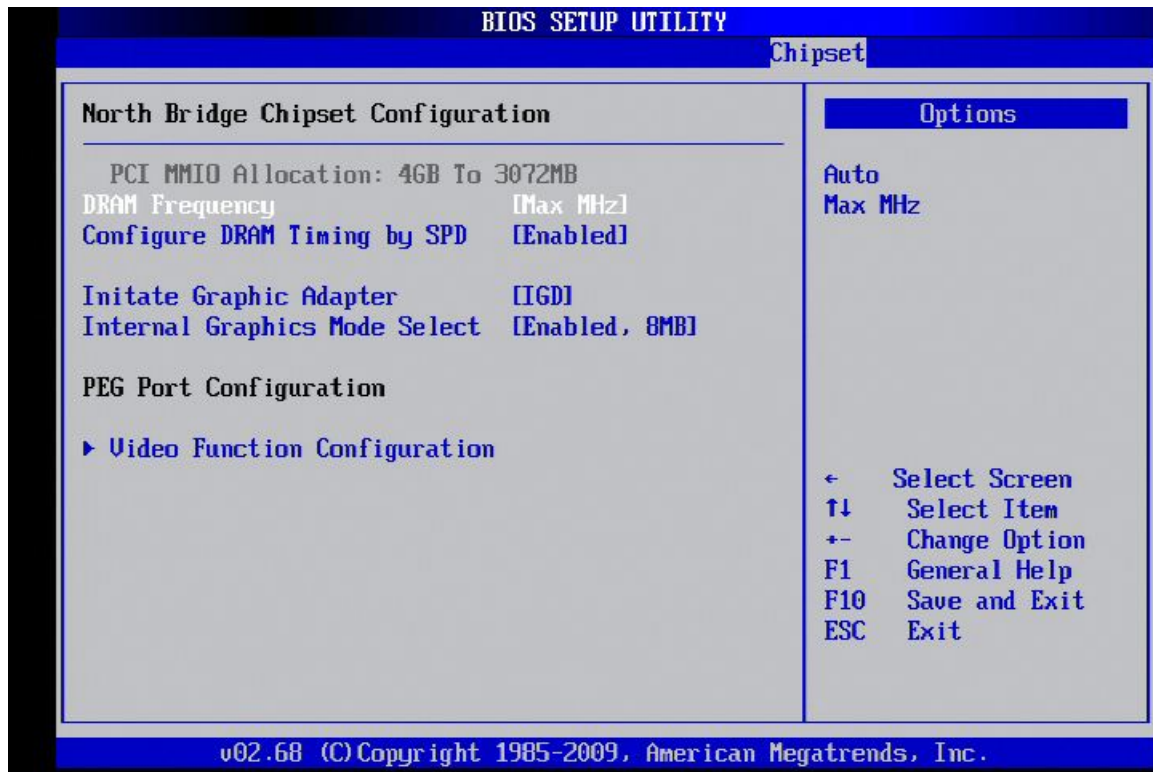 BIOS SETUP UTILITY
Chipset
North Bridge Chipset Configuration
PCI MMIO Allocation: 4GB To 3072MB
DRAM Frequency [Max MHz]
Configure DRAM Timing by SPD [Enabled]
Initate Graphic Adapter [IGD]
Internal Graphics Mode Select [Enabled, 8MB]
PEG Port Configuration
► Video Function Configuration
Options
Auto
Max MHz
← Select Screen
↑↓ Select Item
+- Change Option
F1 General Help
F10 Save and Exit
ESC Exit
v02.68 (C)Copyright 1985-2009, American Megatrends, Inc.